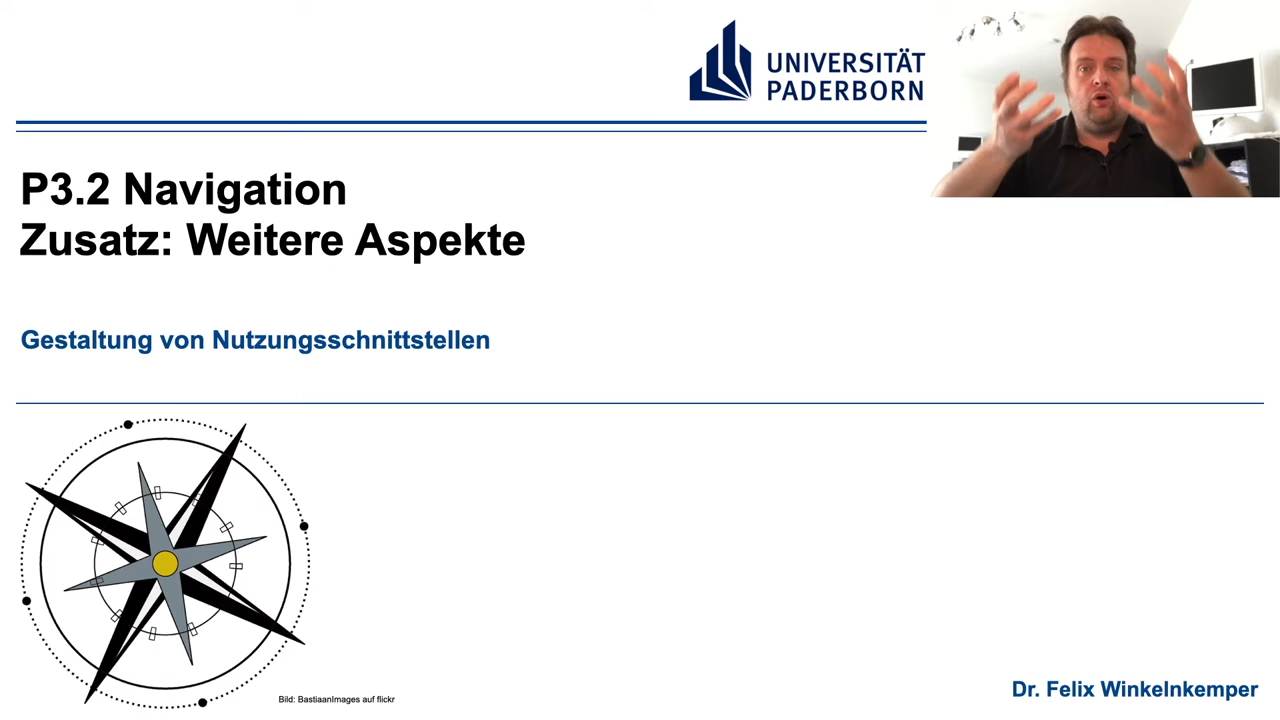 UNIVERSITÄT
PADERBORN
P3.2 Navigation
Zusatz: Weitere Aspekte
Gestaltung von Nutzungsschnittstellen
Bild: BastiaanImages auf flickr
Dr. Felix Winkelnkemper